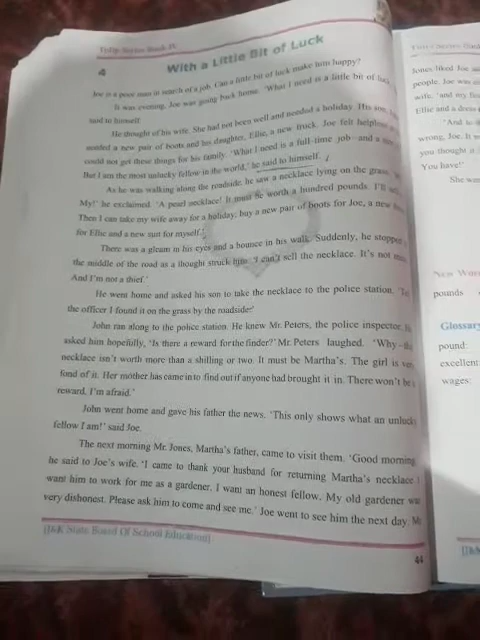 Tulip Series Book IV
4
With a Little Bit of Luck
Joe is a poor man in search of a job. Can a little bit of luck make him happy?
It was evening. Joe was going back home. 'What I need is a little bit of luck
said to himself.
He thought of his wife. She had not been well and needed a holiday. His son,
needed a new pair of boots and his daughter, Ellie, a new frock. Joe felt helpless
could not get these things for his family. 'What I need is a full-time job and a
But I am the most unlucky fellow in the world,' he said to himself.
As he was walking along the roadside, he saw a necklace lying on the grass.
My!' he exclaimed. 'A pearl necklace! It must be worth a hundred pounds. I'll
Then I can take my wife away for a holiday, buy a new pair of boots for Joe, a new
for Ellie and a new suit for myself.'
There was a gleam in his eyes and a bounce in his walk. Suddenly, he stopped
the middle of the road as a thought struck him. 'I can't sell the necklace. It's not
And I'm not a thief.'
He went home and asked his son to take the necklace to the police station.
the officer I found it on the grass by the roadside.'
John ran along to the police station. He knew Mr. Peters, the police inspector.
asked him hopefully, 'Is there a reward for the finder?' Mr. Peters laughed. 'Why
necklace isn't worth more than a shilling or two. It must be Martha's. The girl is very
fond of it. Her mother has came in to find out if anyone had brought it in. There won't be a
reward, I'm afraid.'
John went home and gave his father the news. 'This only shows what an unlucky
fellow I am!' said Joe.
The next morning Mr. Jones, Martha's father, came to visit them. 'Good morning
he said to Joe's wife. 'I came to thank your husband for returning Martha's necklace. I
want him to work for me as a gardener. I want an honest fellow. My old gardener was
very dishonest. Please ask him to come and see me.' Joe went to see him the next day.
[J&K State Board Of School Education]
44
Jones liked Joe
people. Joe was
wife, 'and my
Ellie and a dress
'And
wrong, Joe. It
you thought it
You have!'
She was
New
pounds
Glossary
pound:
excellent
wages: